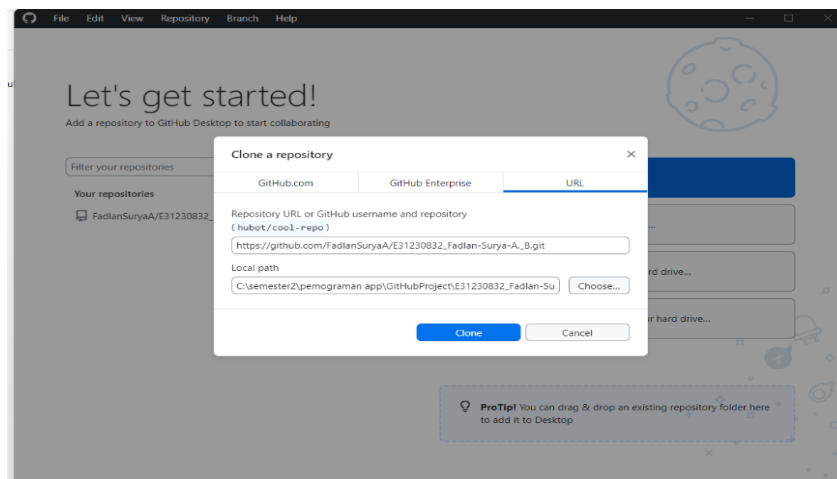 File Edit View Repository Branch Help
Let's get started!
Add a repository to GitHub Desktop to start collaborating
Filter your repositories
Your repositories
FadlanSuryaA/E31230832_
Clone a repository
GitHub.com GitHub Enterprise URL
Repository URL or GitHub username and repository
(hubot/cool-repo)
https://github.com/FadlanSuryaA/E31230832_Fadlan-Surya-A._B.git
Local path
C:\semester2\pemograman app\GitHubProject\E31230832_Fadlan-Su
Choose...
Clone Cancel
...
rd drive...
r hard drive...
ProTip! You can drag & drop an existing repository folder here
to add it to Desktop